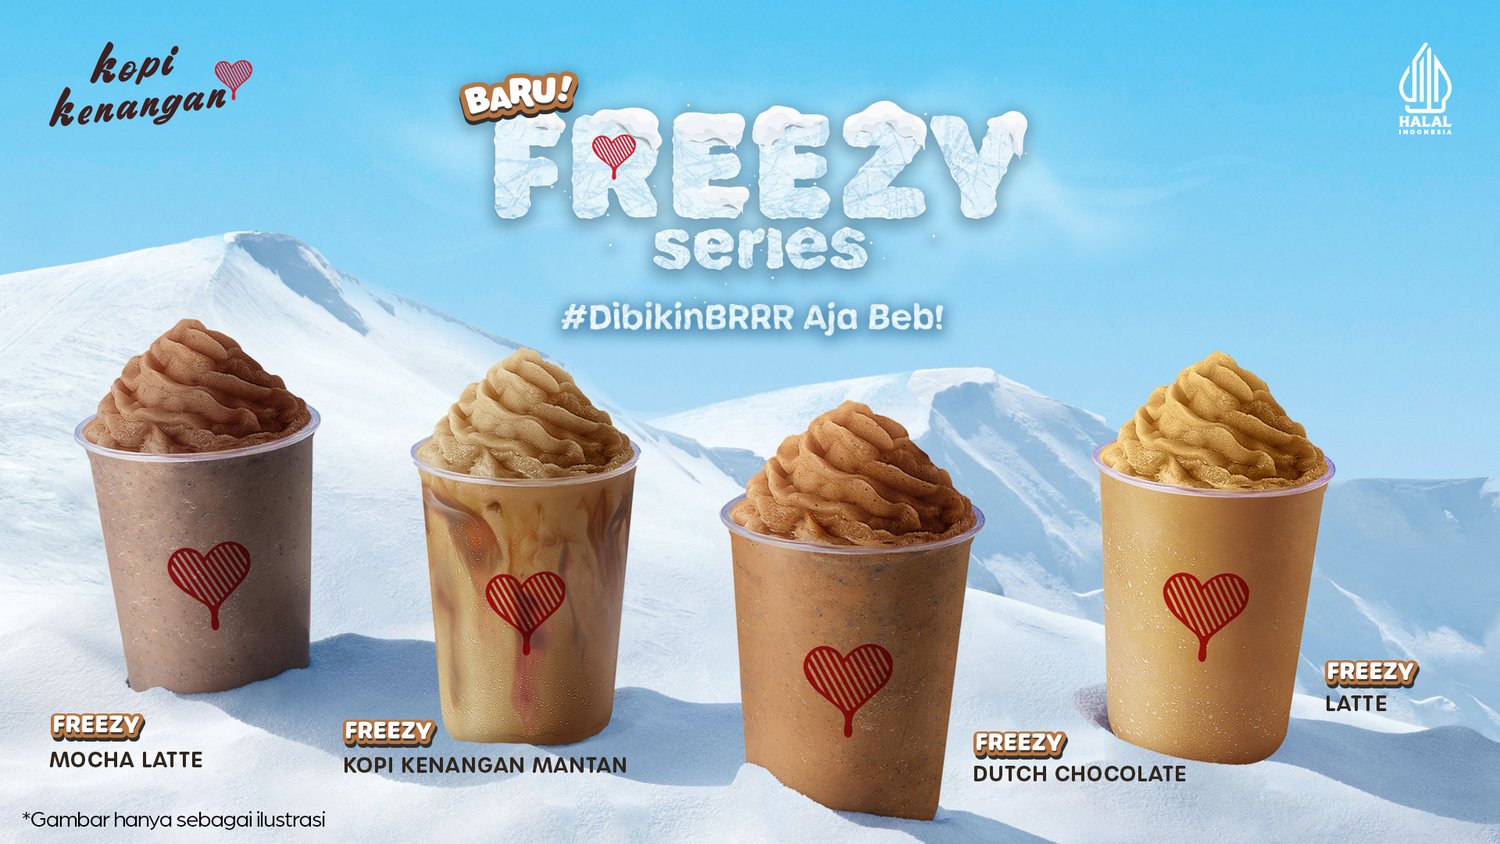 kopi
kenangan
HALAL
INDONESIA
BARU!
FREEZY
series
#DibikinBRRR Aja Beb!
FREEZY
MOCHA LATTE
FREEZY
KOPI KENANGAN MANTAN
FREEZY
DUTCH CHOCOLATE
FREEZY
LATTE
*Gambar hanya sebagai ilustrasi